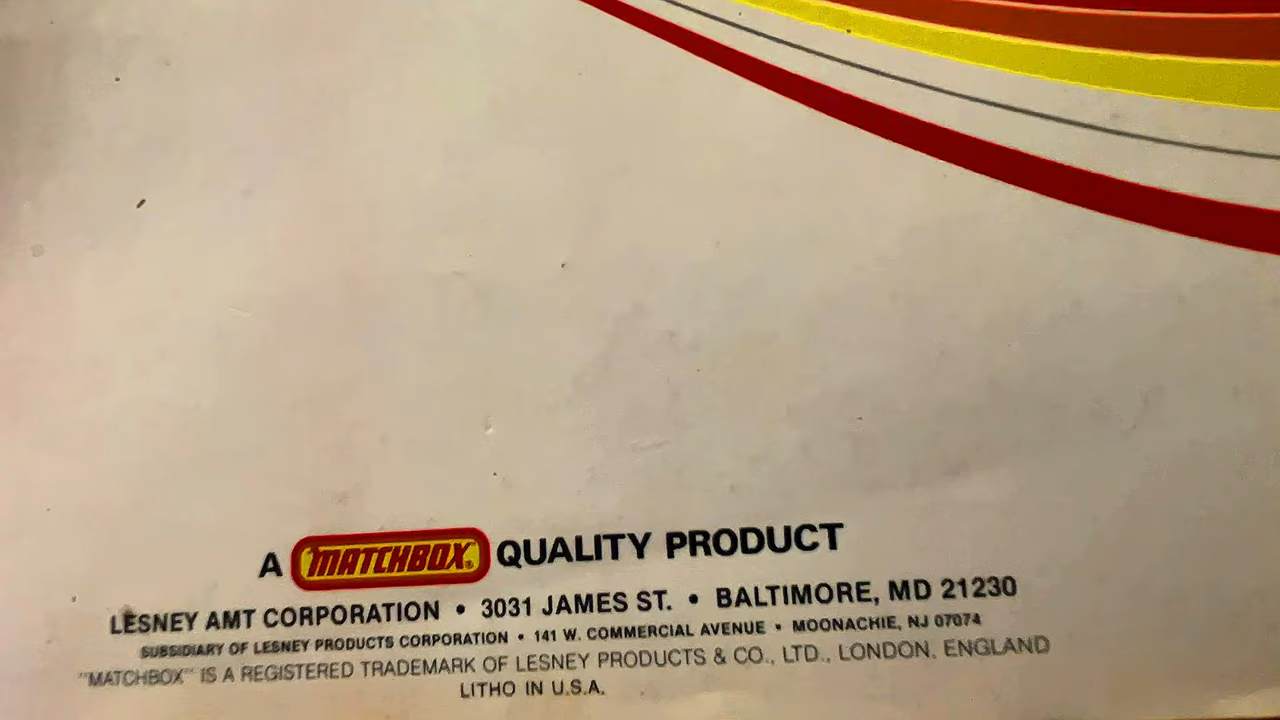 A MATCHBOX® QUALITY PRODUCT
LESNEY AMT CORPORATION • 3031 JAMES ST. • BALTIMORE, MD 21230
SUBSIDIARY OF LESNEY PRODUCTS CORPORATION • 141 W. COMMERCIAL AVENUE • MOONACHIE, NJ 07074
"MATCHBOX" IS A REGISTERED TRADEMARK OF LESNEY PRODUCTS & CO., LTD., LONDON, ENGLAND
LITHO IN U.S.A.